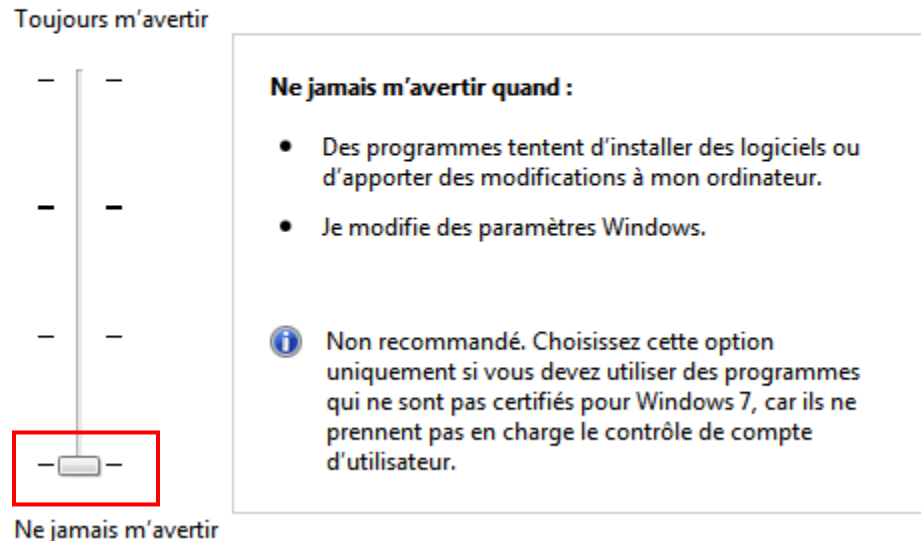 Toujours m’avertir
Ne jamais m’avertir quand :
• Des programmes tentent d’installer des logiciels ou
d’apporter des modifications à mon ordinateur.
• Je modifie des paramètres Windows.
Non recommandé. Choisissez cette option
uniquement si vous devez utiliser des programmes
qui ne sont pas certifiés pour Windows 7, car ils ne
prennent pas en charge le contrôle de compte
d’utilisateur.
Ne jamais m’avertir